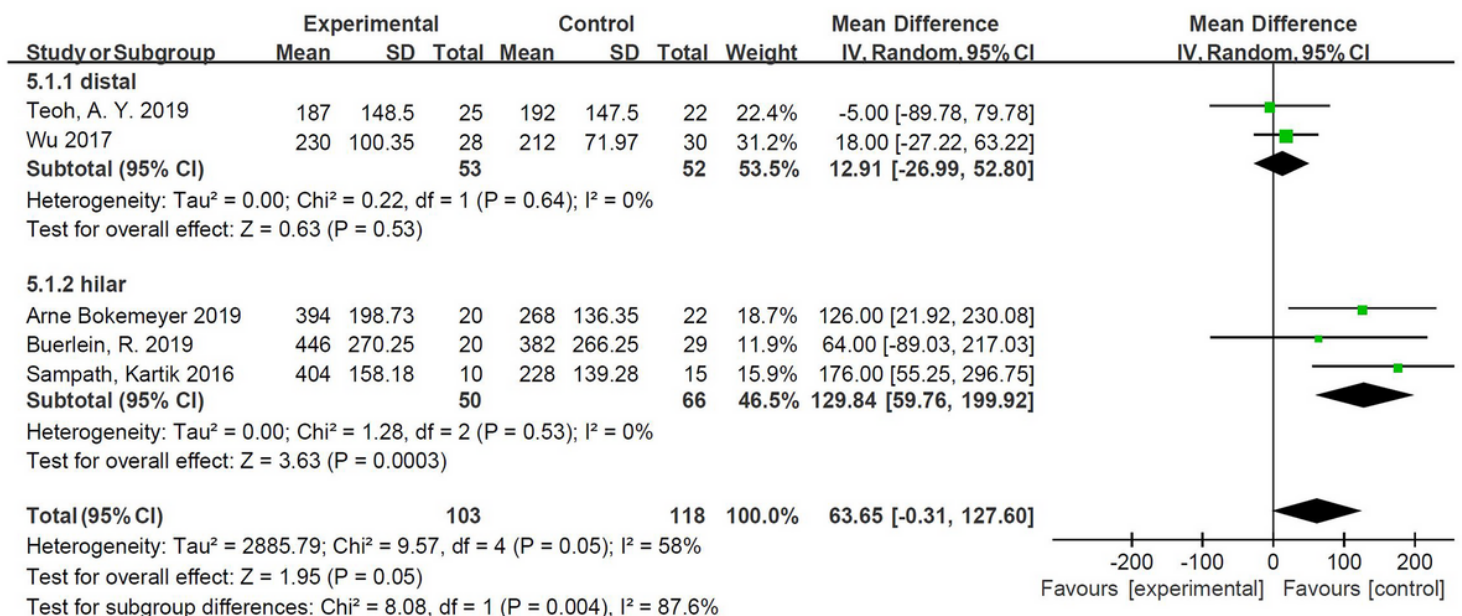 Experimental Control Mean Difference Mean Difference
Study or Subgroup Mean SD Total Mean SD Total Weight IV, Random, 95% CI IV, Random, 95% CI
5.1.1 distal
Teoh, A. Y. 2019 187 148.5 25 192 147.5 22 22.4% -5.00 [-89.78, 79.78]
Wu 2017 230 100.35 28 212 71.97 30 31.2% 18.00 [-27.22, 63.22]
Subtotal (95% CI) 53 52 53.5% 12.91 [-26.99, 52.80]
Heterogeneity: Tau² = 0.00; Chi² = 0.22, df = 1 (P = 0.64); I² = 0%
Test for overall effect: Z = 0.63 (P = 0.53)
5.1.2 hilar
Arne Bokemeyer 2019 394 198.73 20 268 136.35 22 18.7% 126.00 [21.92, 230.08]
Buerlein, R. 2019 446 270.25 20 382 266.25 29 11.9% 64.00 [-89.03, 217.03]
Sampath, Kartik 2016 404 158.18 10 228 139.28 15 15.9% 176.00 [55.25, 296.75]
Subtotal (95% CI) 50 66 46.5% 129.84 [59.76, 199.92]
Heterogeneity: Tau² = 0.00; Chi² = 1.28, df = 2 (P = 0.53); I² = 0%
Test for overall effect: Z = 3.63 (P = 0.0003)
Total (95% CI) 103 118 100.0% 63.65 [-0.31, 127.60]
Heterogeneity: Tau² = 2885.79; Chi² = 9.57, df = 4 (P = 0.05); I² = 58%
Test for overall effect: Z = 1.95 (P = 0.05)
Test for subgroup differences: Chi² = 8.08, df = 1 (P = 0.004), I² = 87.6%
-200 -100 0 100 200
Favours [experimental] Favours [control]